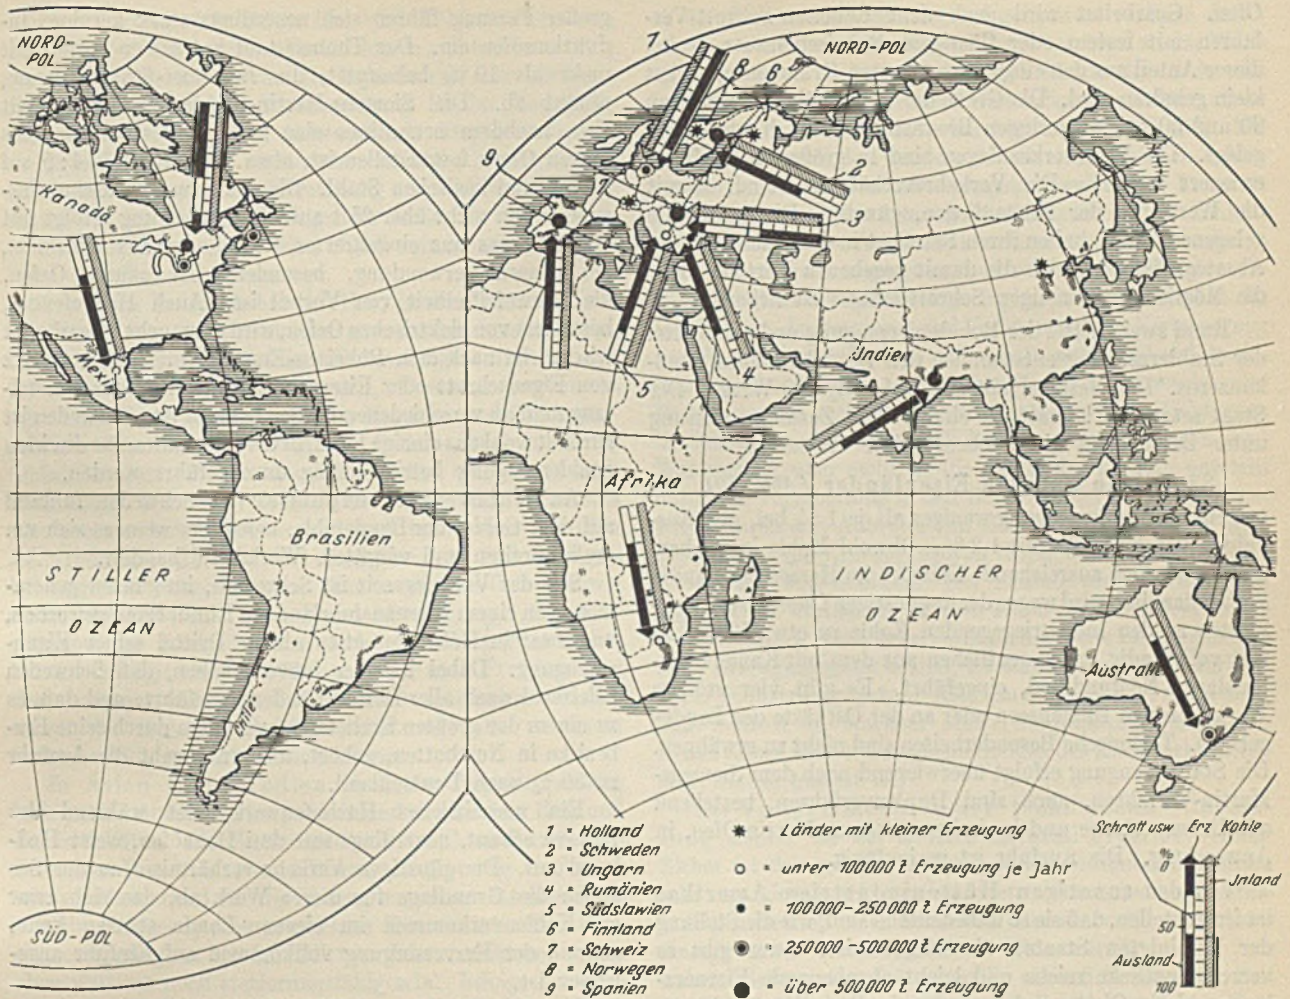 NORD-
POL
NORD-POL
1
8
6
9
7
2
3
Kanada
Mexiko
5
4
Indien
Afrika
Brasilien
STILLER
OZEAN
INDISCHER
OZEAN
Chile
Australien
SÜD-POL
1 = Holland
2 = Schweden
3 = Ungarn
4 = Rumänien
5 = Südslawien
6 = Finnland
7 = Schweiz
8 = Norwegen
9 = Spanien
= Länder mit kleiner Erzeugung
= unter 100000 t Erzeugung je Jahr
= 100000-250000 t Erzeugung
= 250000-500000 t Erzeugung
= über 500000 t Erzeugung
Schrott usw Erz Kohle
%
0
Inland
50
Ausland
100